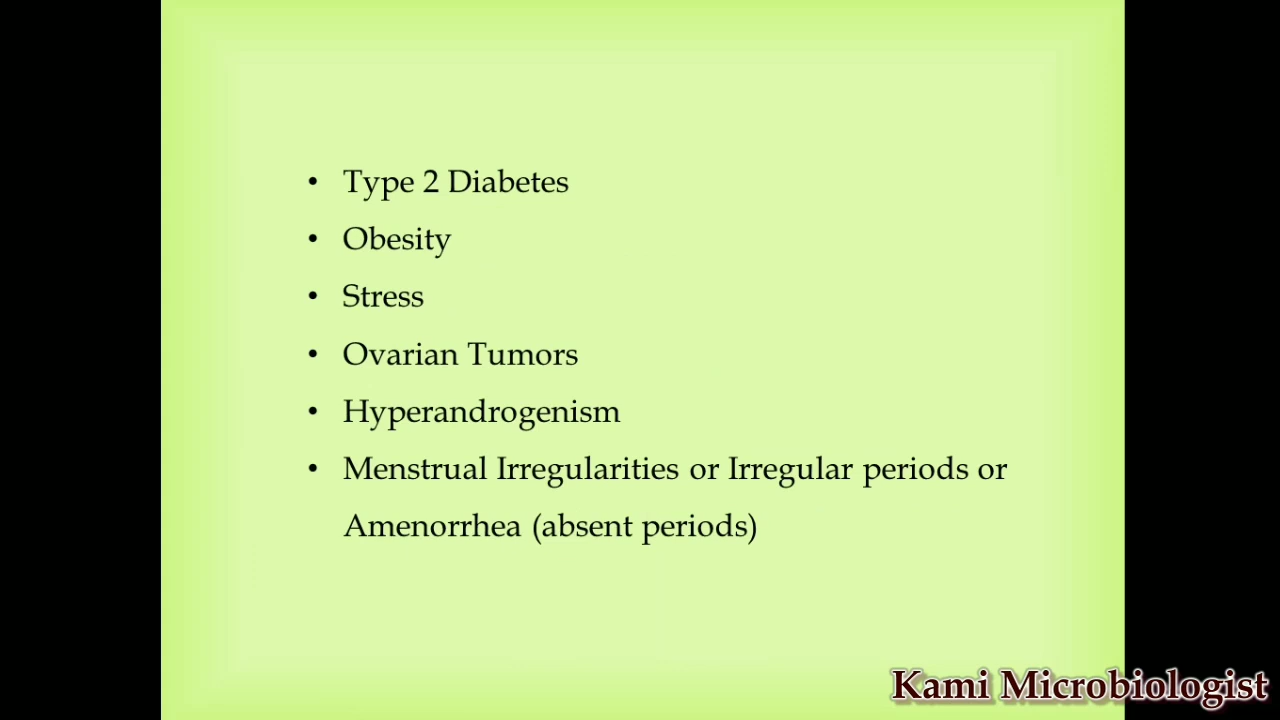 • Type 2 Diabetes
• Obesity
• Stress
• Ovarian Tumors
• Hyperandrogenism
• Menstrual Irregularities or Irregular periods or
Amenorrhea (absent periods)
Kami Microbiologist